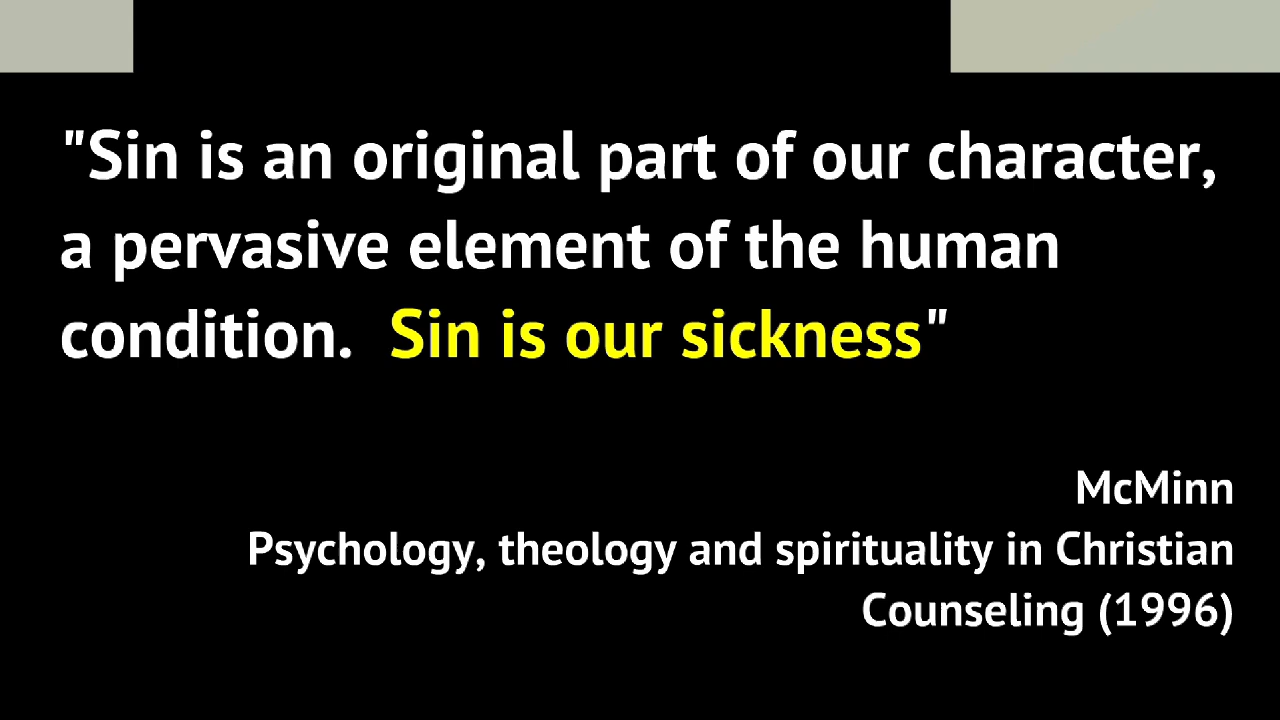 "Sin is an original part of our character,
a pervasive element of the human
condition.  Sin is our sickness"
McMinn
Psychology, theology and spirituality in Christian
Counseling (1996)